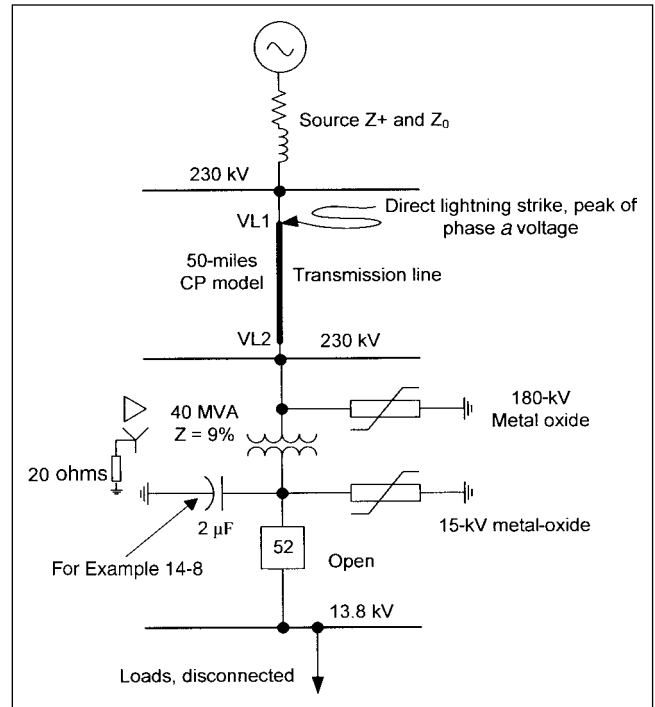 Source Z+ and Z0
230 kV
VL1
Direct lightning strike, peak of
phase a voltage
50-miles
CP model
Transmission line
VL2
230 kV
40 MVA
Z = 9%
180-kV
Metal oxide
20 ohms
2 μF
15-kV metal-oxide
For Example 14-8
52
Open
13.8 kV
Loads, disconnected